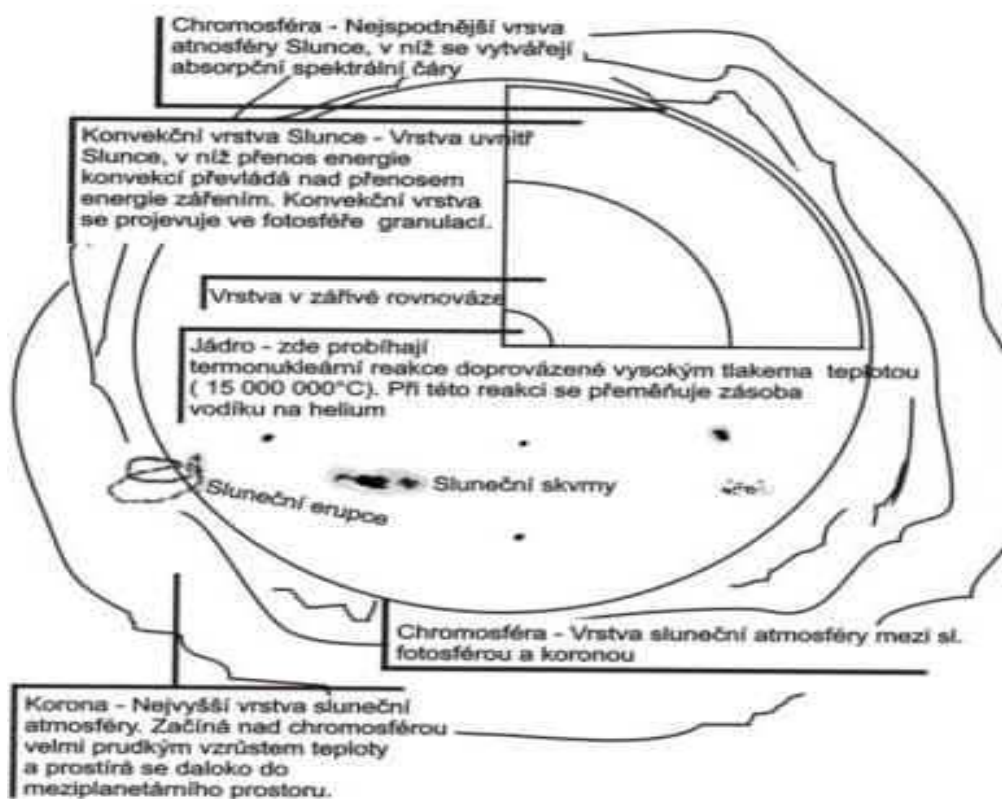 Chromosféra - Nejspodnější vrsva
atnosféry Slunce, v níž se vytvářejí
absorpční spektrální čáry
Konvekční vrstva Slunce - Vrstva uvnitř
Slunce, v níž přenos energie
konvekcí převládá nad přenosem
energie zářením. Konvekční vrstva
se projevuje ve fotosféře granulací.
Vrstva v zářivé rovnováze
Jádro - zde probíhají
termonukleární reakce doprovázené vysokým tlakema teplotou
( 15 000 000°C). Při této reakci se přeměňuje zásoba
vodíku na helium
Sluneční erupce
Sluneční skvrny
Chromosféra - Vrstva sluneční atmosféry mezi sl.
fotosférou a koronou
Korona - Nejvyšší vrstva sluneční
atmosféry. Začíná nad chromosférou
velmi prudkým vzrůstem teploty
a prostírá se daloko do
meziplanetárního prostoru.